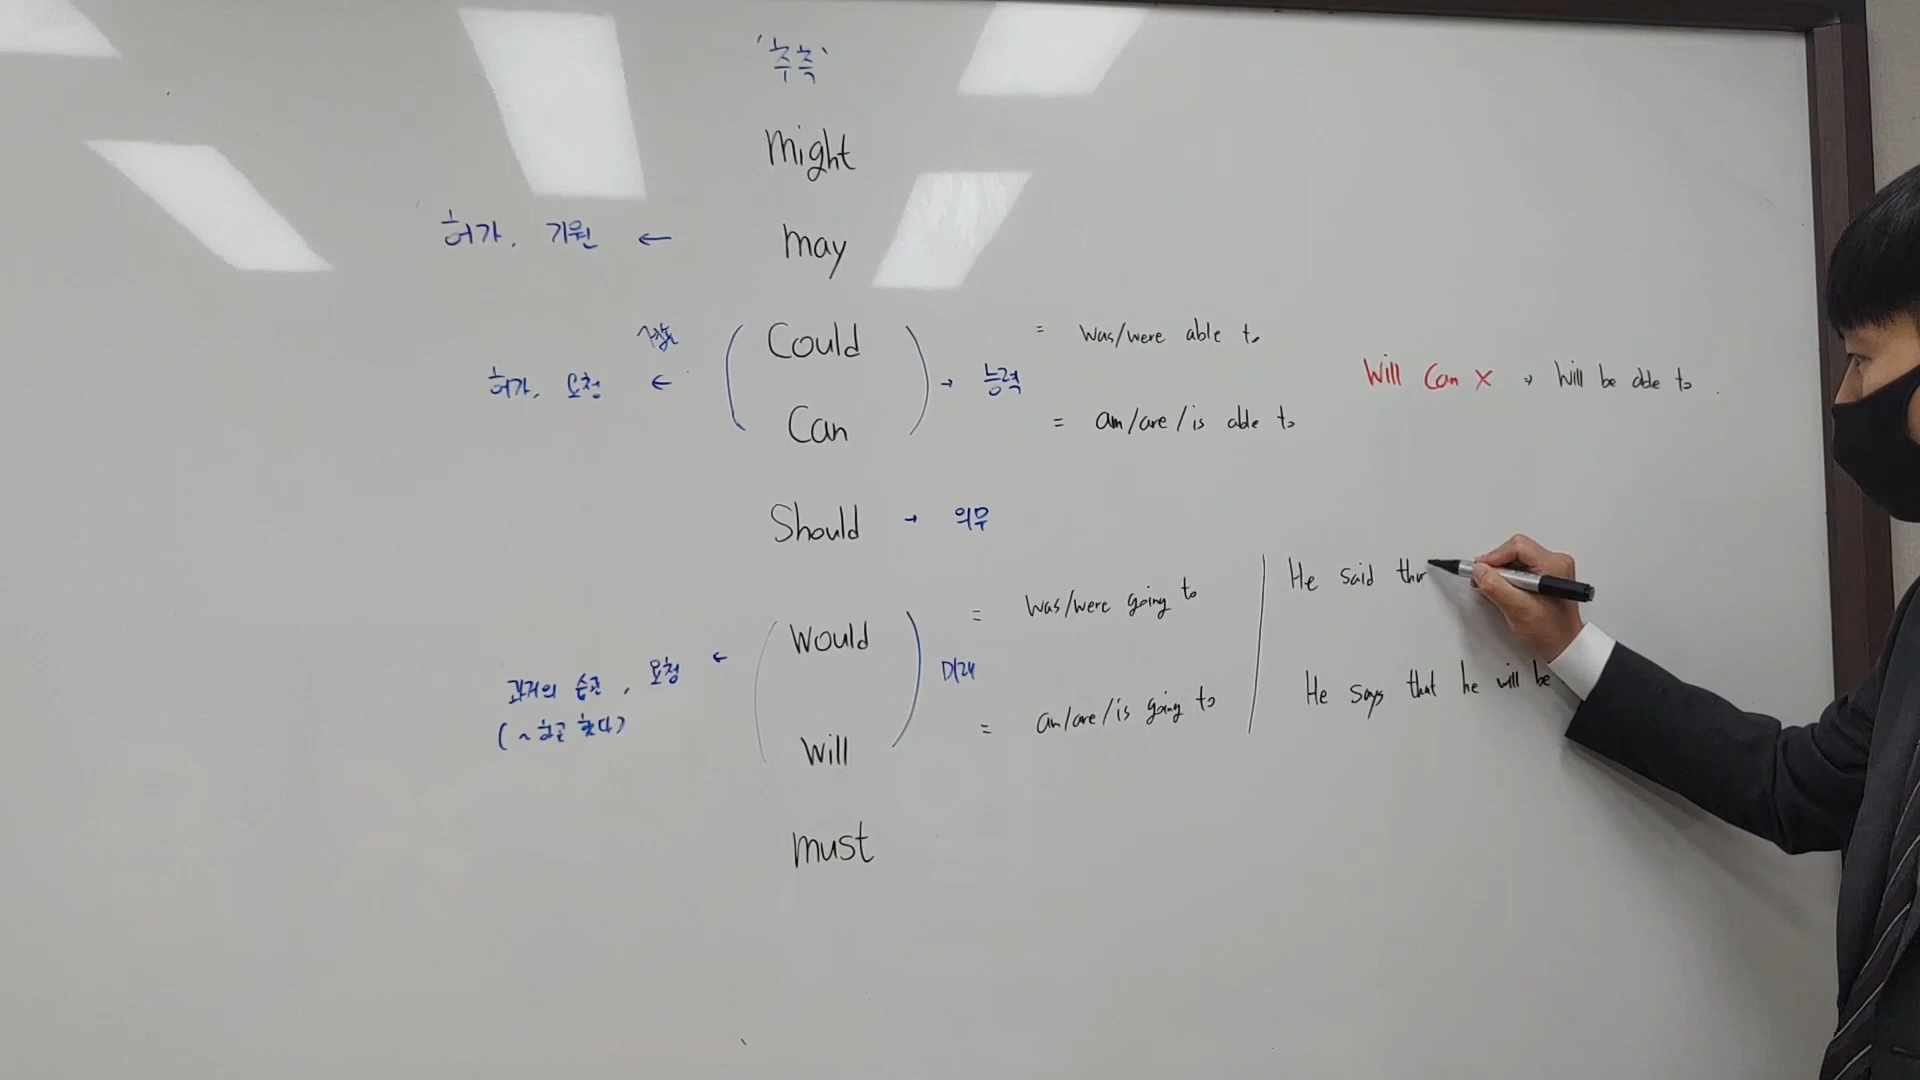 '추측'
might
허가, 기원 ← may
Could = was/were able to
허가, 요청 ← → 능력 Will Can X → Will be able to
Can = am/are/is able to
Should → 의무
He said
would = was/were going to
과거의 습관, 요청 ← 미래 He says that he will be
(~하곤 했다) will = am/are/is going to
must